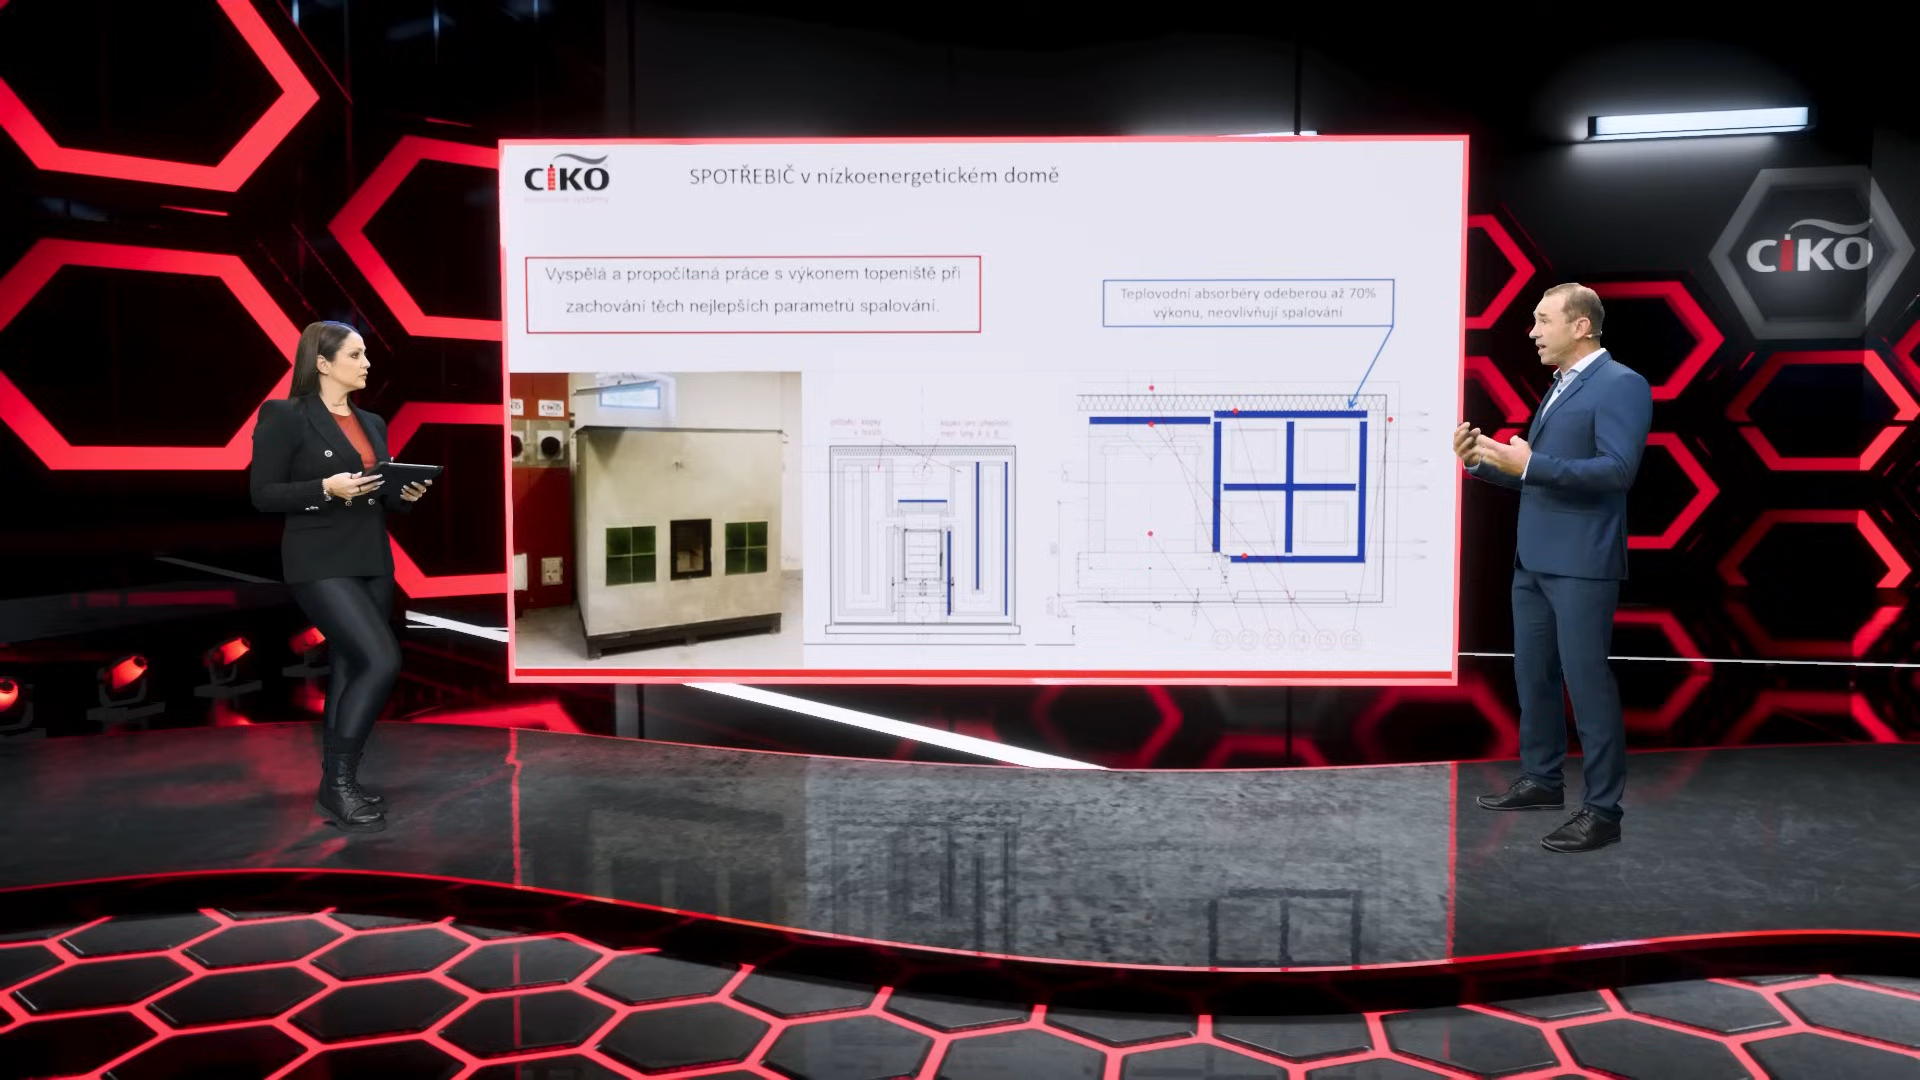 CIKO
SPOTŘEBIČ v nízkoenergetickém domě
Vyspělá a propočítaná práce s výkonem topeniště při
zachování těch nejlepších parametrů spalování.
Teplovodní absorbéry odeberou až 70%
výkonu, neovlivňují spalování
CIKO